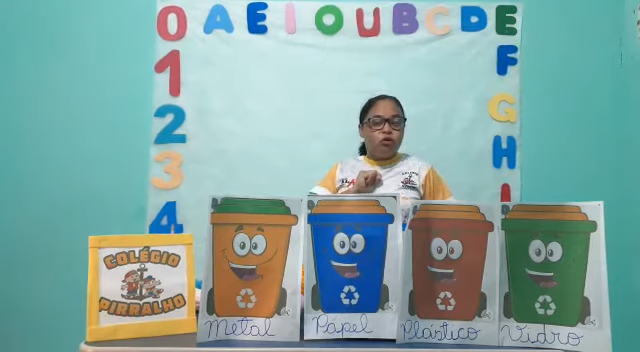 A E I O U B C D E
F
G
H
I
0
1
2
3
4
COLÉGIO
PIRRALHO
Metal
Papel
Plástico
Vidro